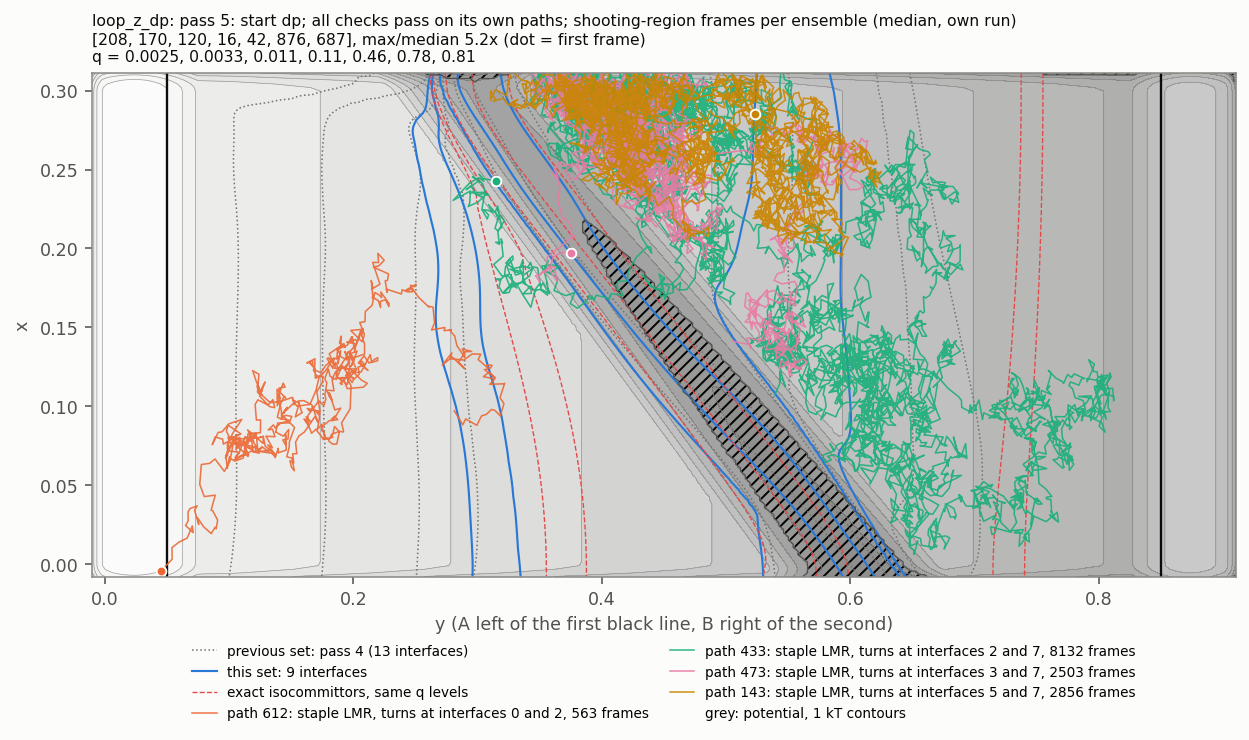 loop_z_dp: pass 5: start dp; all checks pass on its own paths; shooting-region frames per ensemble (median, own run)
[208, 170, 120, 16, 42, 876, 687], max/median 5.2x (dot = first frame)
q = 0.0025, 0.0033, 0.011, 0.11, 0.46, 0.78, 0.81
0.30
0.25
0.20
0.15
0.10
0.05
0.00
x
0.0
0.2
0.4
0.6
0.8
y (A left of the first black line, B right of the second)
previous set: pass 4 (13 interfaces)
this set: 9 interfaces
exact isocommittors, same q levels
path 612: staple LMR, turns at interfaces 0 and 2, 563 frames
path 433: staple LMR, turns at interfaces 2 and 7, 8132 frames
path 473: staple LMR, turns at interfaces 3 and 7, 2503 frames
path 143: staple LMR, turns at interfaces 5 and 7, 2856 frames
grey: potential, 1 kT contours